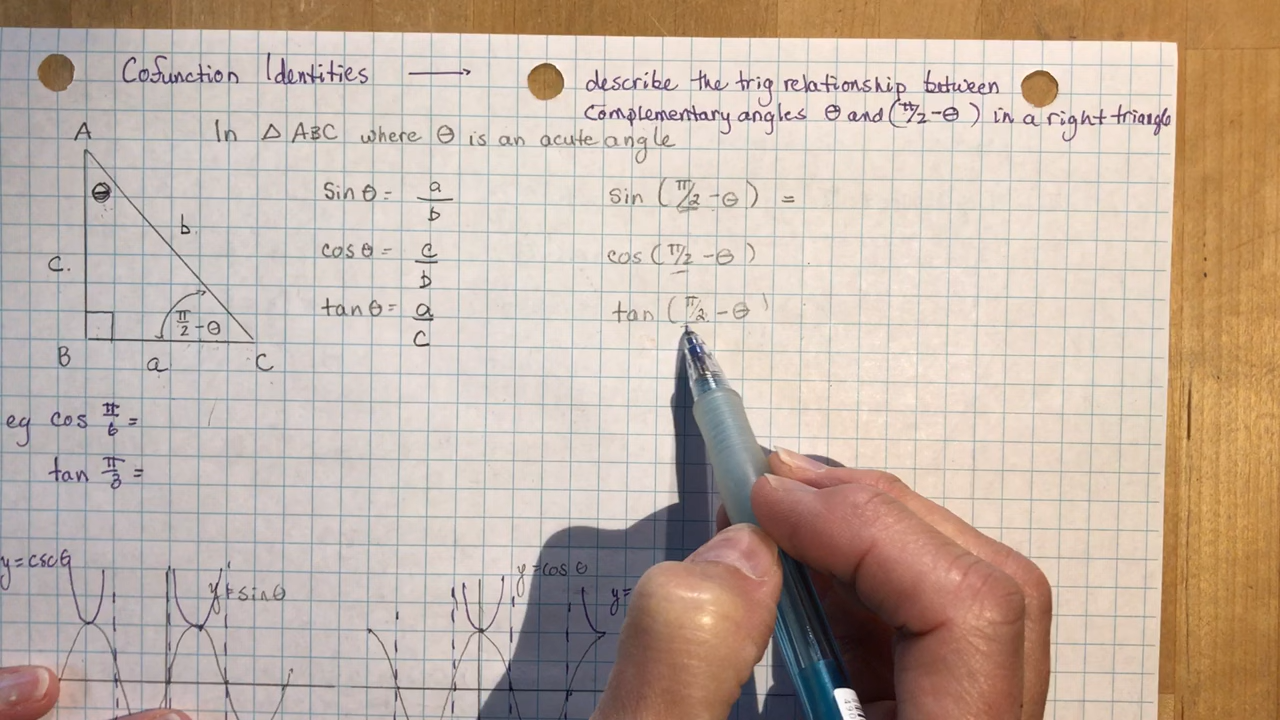 Cofunction Identities → describe the trig relationship between
complementary angles θ and (π/2 - θ) in a right triangle
In △ ABC where θ is an acute angle
A
θ
b
c.
π/2 - θ
B a C
sin θ = a/b sin (π/2 - θ) =
cos θ = c/b cos (π/2 - θ)
tan θ = a/c tan (π/2 - θ)
eg cos π/6 =
tan π/3 =
y = csc θ y = sin θ y = cos θ y =